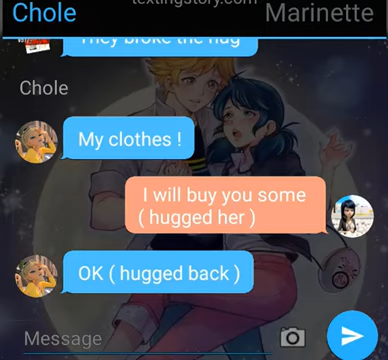 textingstory.com
Chole
Marinette
They broke the hug
Chole
My clothes !
I will buy you some
( hugged her )
OK ( hugged back )
Message